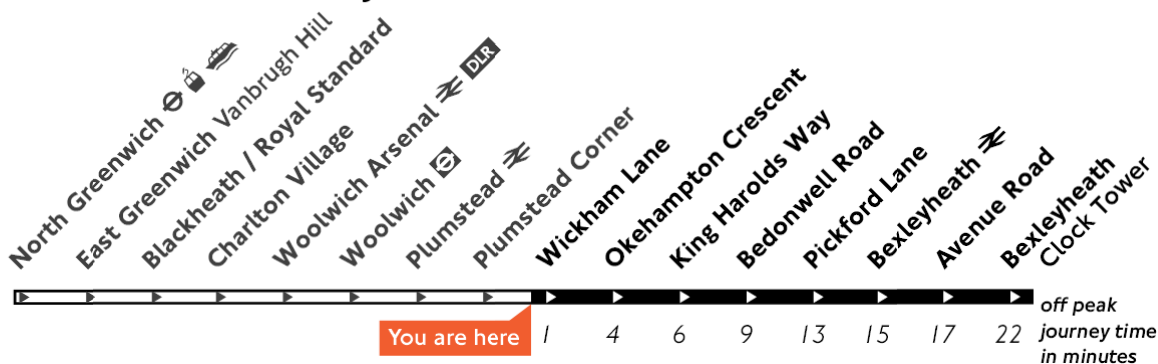 North Greenwich
East Greenwich Vanbrugh Hill
Blackheath / Royal Standard
Charlton Village
Woolwich Arsenal DLR
Woolwich
Plumstead
Plumstead Corner
Wickham Lane
Okehampton Crescent
King Harolds Way
Bedonwell Road
Pickford Lane
Bexleyheath
Avenue Road
Bexleyheath
Clock Tower
You are here
1 4 6 9 13 15 17 22
off peak
journey time
in minutes